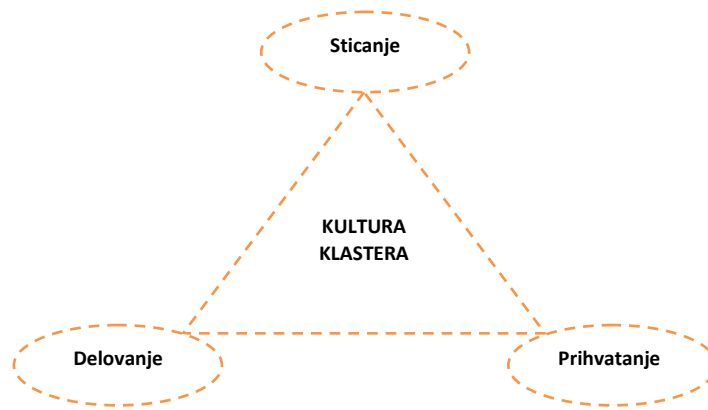 Sticanje
KULTURA
KLASTERA
Delovanje
Prihvatanje